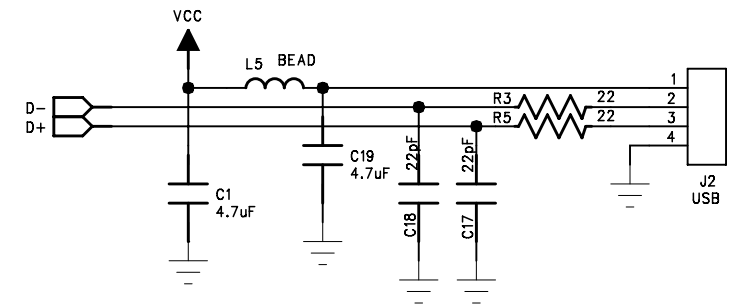 VCC
L5 BEAD
1
D-
R3
22
2
D+
R5
22
3
4
22pF
22pF
C19
4.7uF
J2
USB
C1
4.7uF
C18
C17